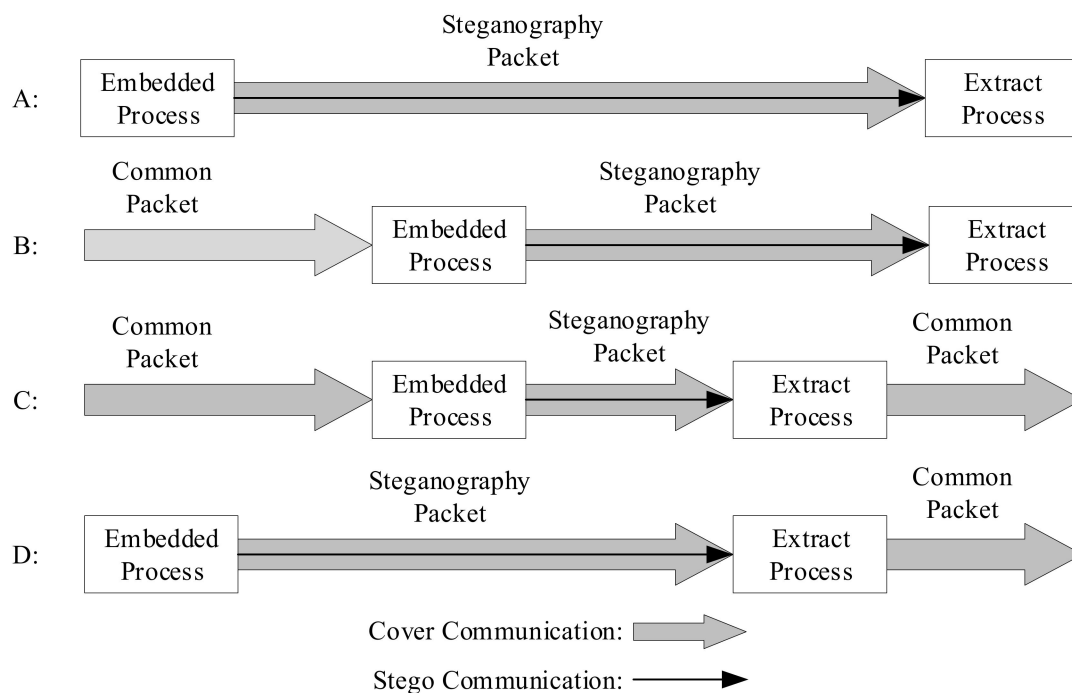 Steganography
Packet
A:
Embedded
Process
Extract
Process
Common
Packet
Steganography
Packet
B:
Embedded
Process
Extract
Process
Common
Packet
Steganography
Packet
Common
Packet
C:
Embedded
Process
Extract
Process
Steganography
Packet
Common
Packet
D:
Embedded
Process
Extract
Process
Cover Communication:
Stego Communication: